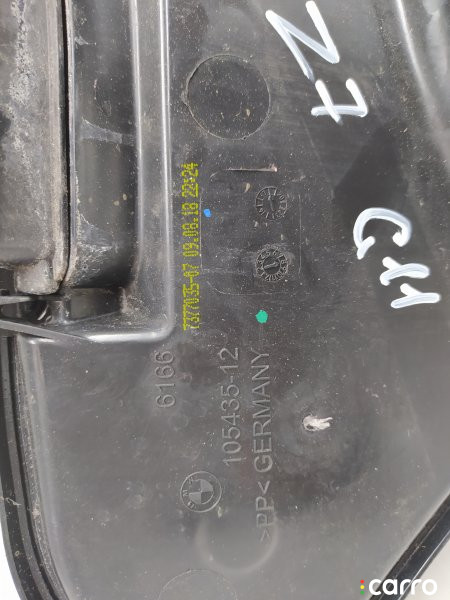 Z7
G11
7377035-07 09.08.18 22:24
6166
105435-12
>PP< GERMANY
carro